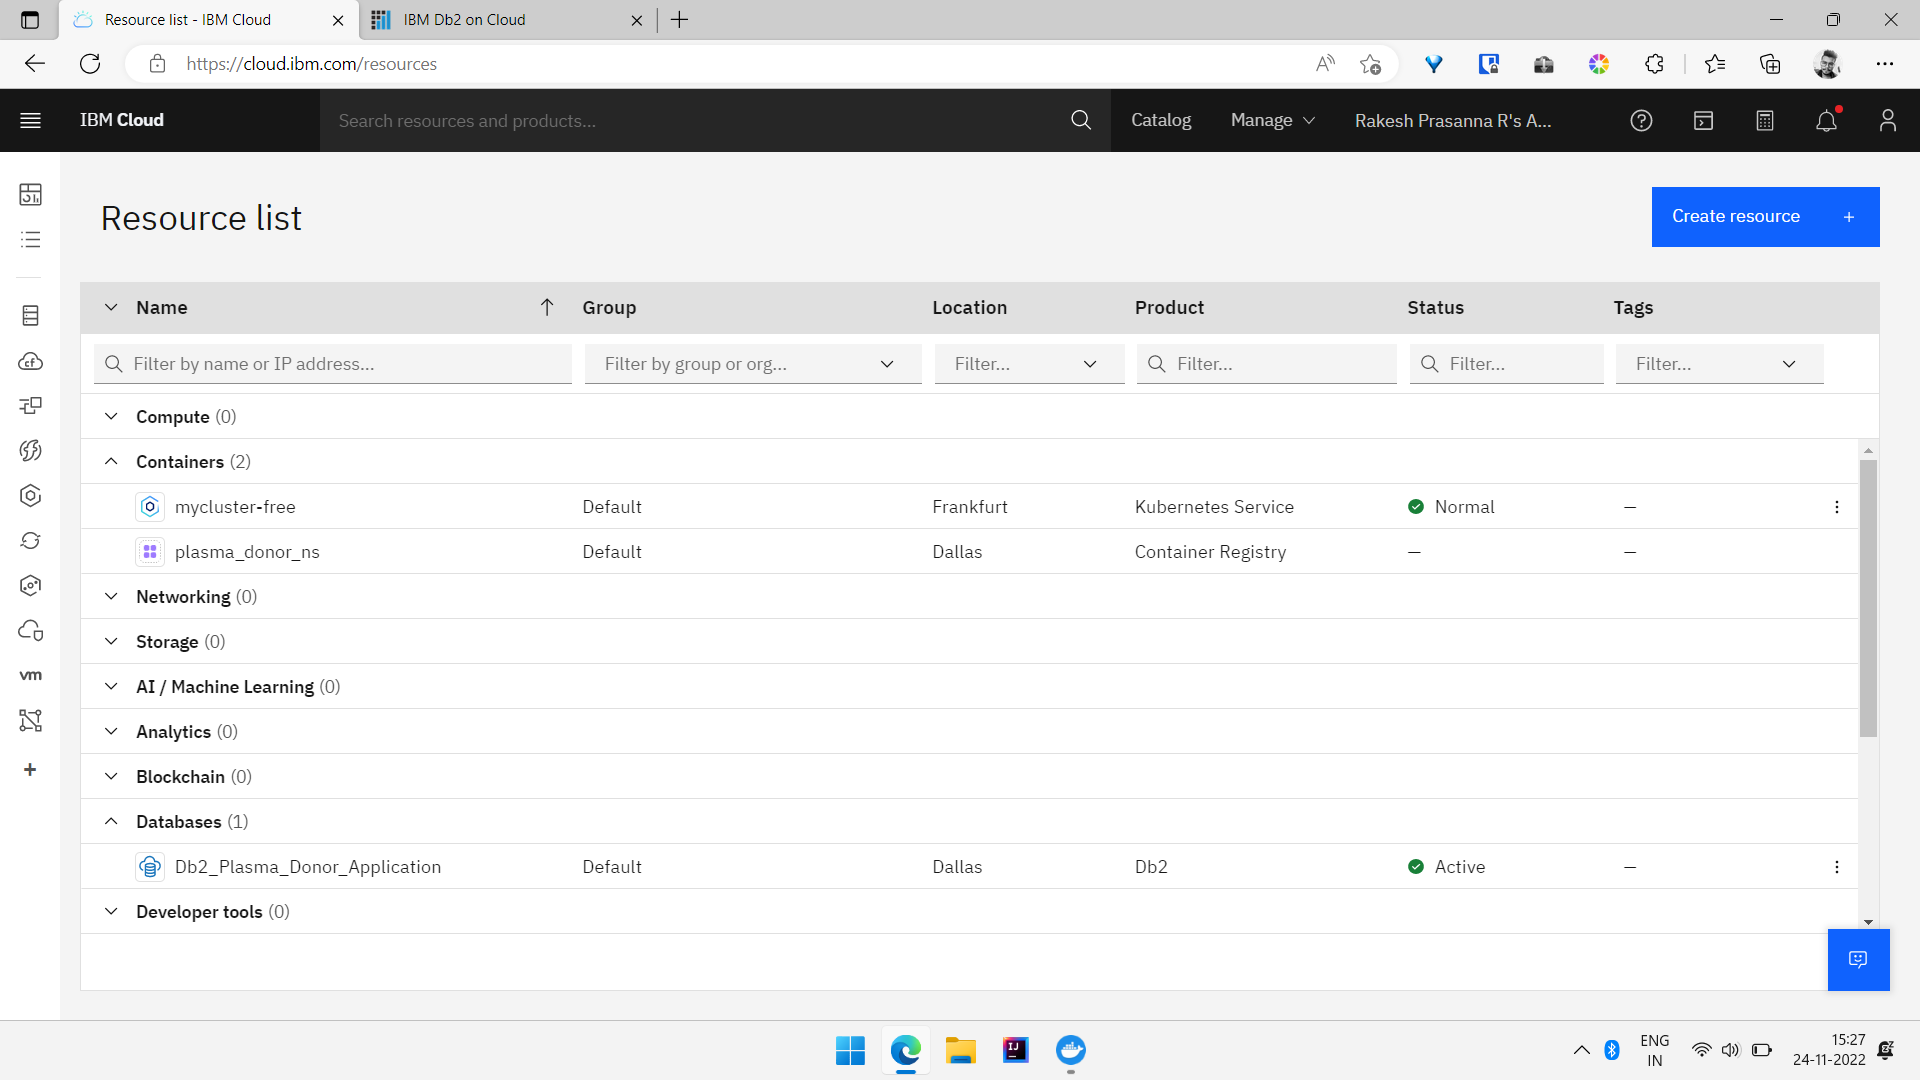 Resource list - IBM Cloud
IBM Db2 on Cloud
https://cloud.ibm.com/resources
IBM Cloud
Search resources and products...
Catalog
Manage
Rakesh Prasanna R's A...
Resource list
Create resource +
Name
Group
Location
Product
Status
Tags
Filter by name or IP address...
Filter by group or org...
Filter...
Filter...
Filter...
Filter...
Compute (0)
Containers (2)
mycluster-free Default Frankfurt Kubernetes Service Normal —
plasma_donor_ns Default Dallas Container Registry — —
Networking (0)
Storage (0)
AI / Machine Learning (0)
Analytics (0)
Blockchain (0)
Databases (1)
Db2_Plasma_Donor_Application Default Dallas Db2 Active —
Developer tools (0)
cf
vm
IJ
ENG
IN
15:27
24-11-2022